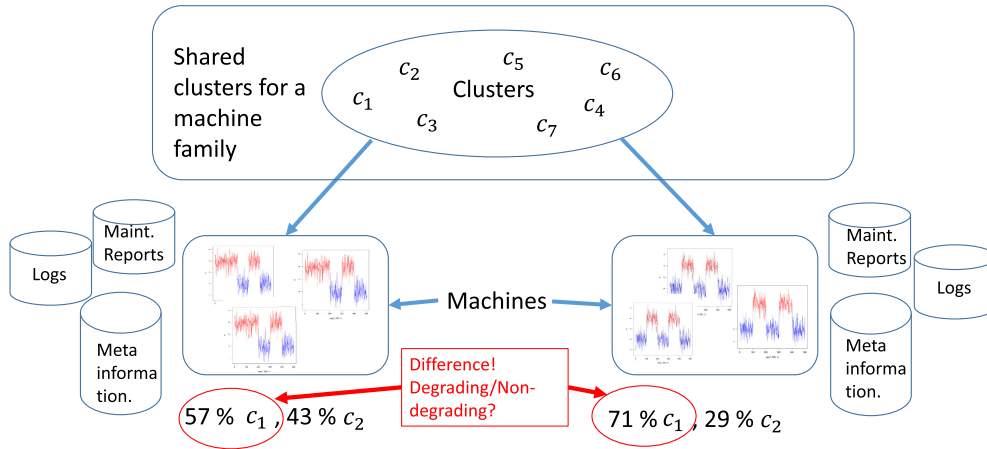 Shared
clusters for a
machine
family
c₁
c₂
c₃
Clusters
c₅
c₆
c₄
c₇
Maint.
Reports
Logs
Meta
informa
tion.
Machines
Maint.
Reports
Logs
Meta
informa
tion.
Difference!
Degrading/Non-
degrading?
57 % c₁ , 43 % c₂
71 % c₁ , 29 % c₂